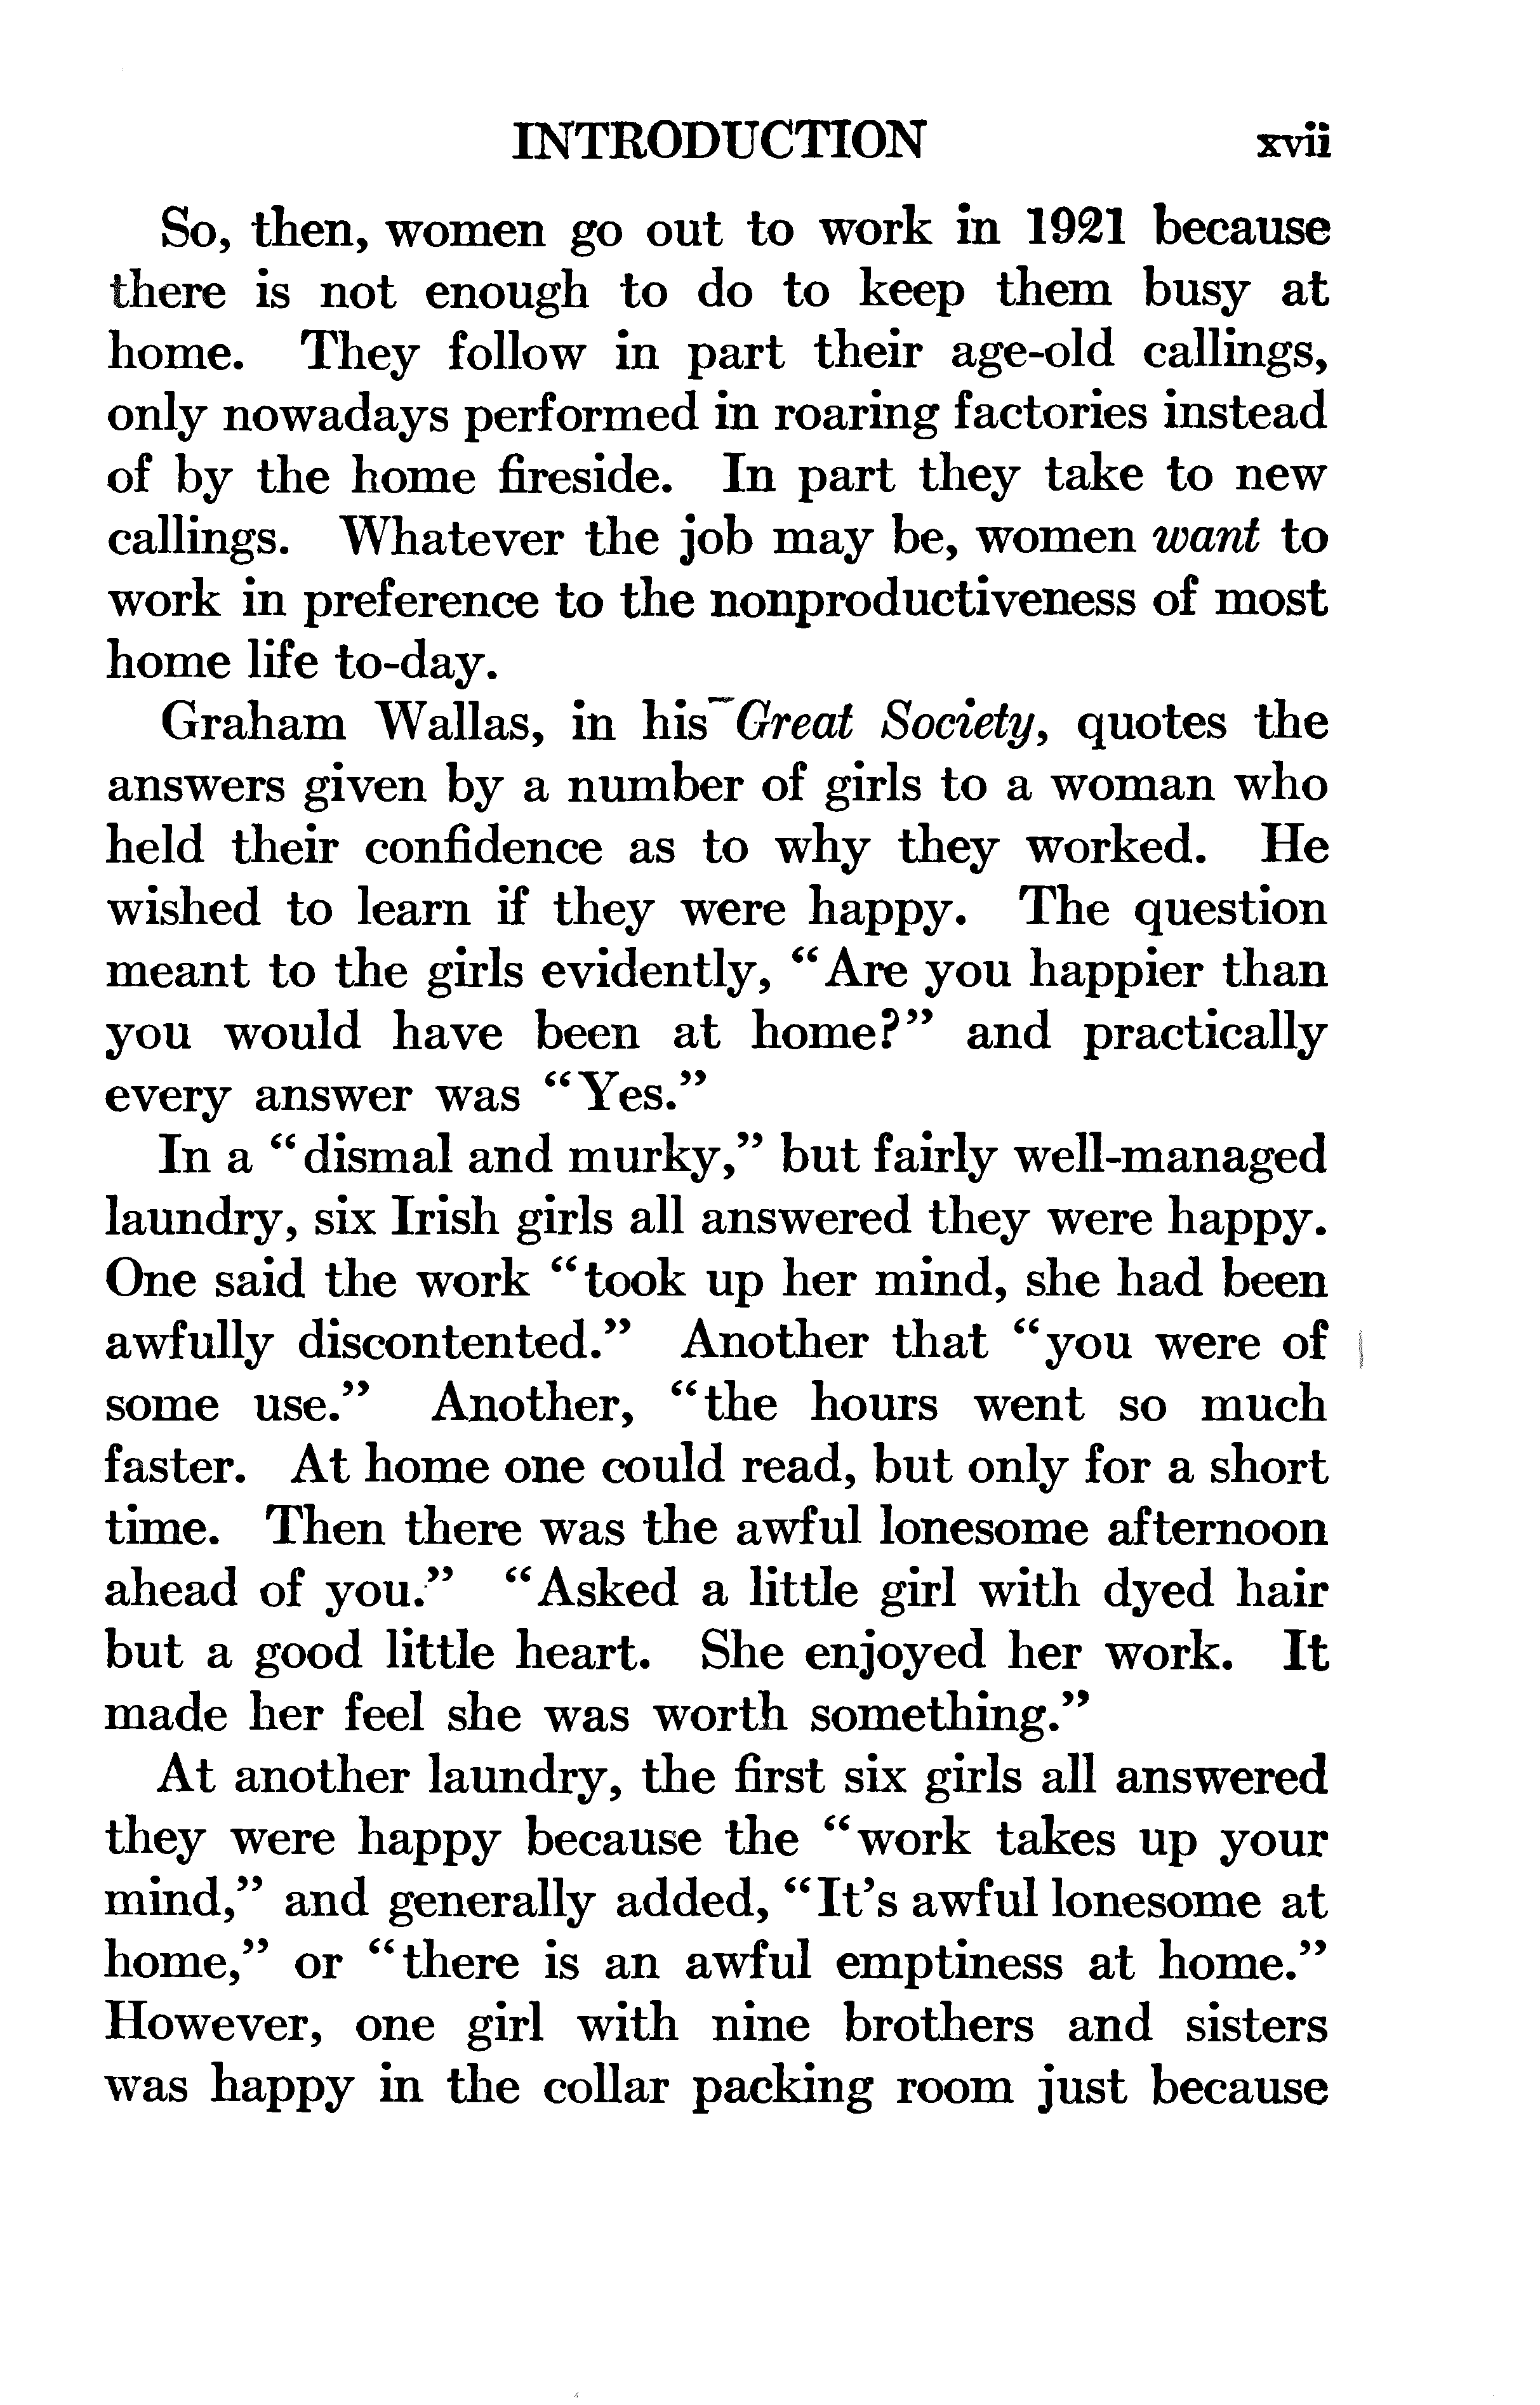 INTRODUCTION xvii
So, then, women go out to work in 1921 because
there is not enough to do to keep them busy at
home. They follow in part their age-old callings,
only nowadays performed in roaring factories instead
of by the home fireside. In part they take to new
callings. Whatever the job may be, women want to
work in preference to the nonproductiveness of most
home life to-day.
Graham Wallas, in his Great Society, quotes the
answers given by a number of girls to a woman who
held their confidence as to why they worked. He
wished to learn if they were happy. The question
meant to the girls evidently, “Are you happier than
you would have been at home?” and practically
every answer was “Yes.”
In a “dismal and murky,” but fairly well-managed
laundry, six Irish girls all answered they were happy.
One said the work “took up her mind, she had been
awfully discontented.” Another that “you were of
some use.” Another, “the hours went so much
faster. At home one could read, but only for a short
time. Then there was the awful lonesome afternoon
ahead of you.” “Asked a little girl with dyed hair
but a good little heart. She enjoyed her work. It
made her feel she was worth something.”
At another laundry, the first six girls all answered
they were happy because the “work takes up your
mind,” and generally added, “It’s awful lonesome at
home,” or “there is an awful emptiness at home.”
However, one girl with nine brothers and sisters
was happy in the collar packing room just because